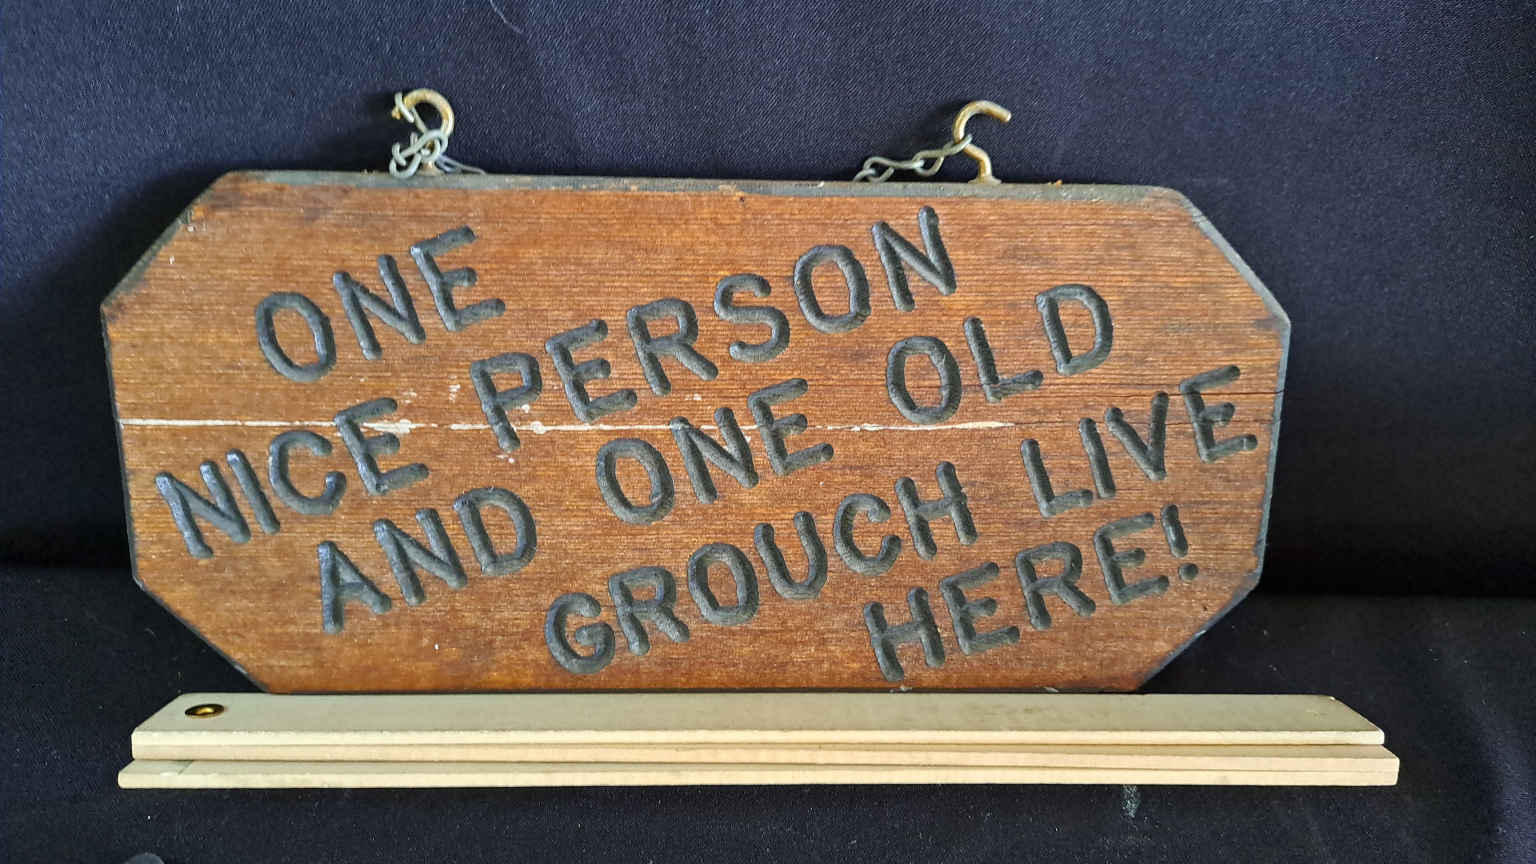 ONE
NICE PERSON
AND ONE OLD
GROUCH LIVE
HERE!